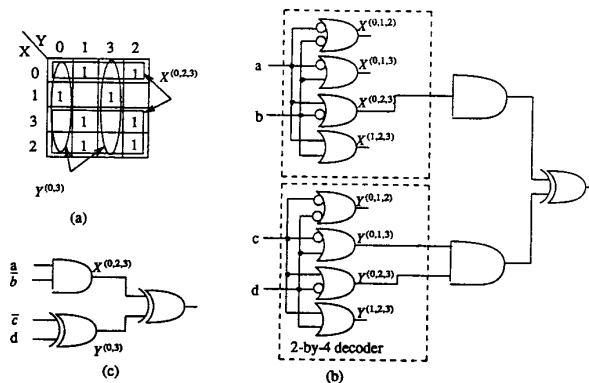 Y
X
0 1 3 2
0 1 1
1 1 1
3 1 1
2 1 1
X(0,2,3)
Y(0,3)
(a)
a
b̅
X(0,2,3)
c̅
d
Y(0,3)
(c)
a
b
X(0,1,2)
X(0,1,3)
X(0,2,3)
X(1,2,3)
c
d
Y(0,1,2)
Y(0,1,3)
Y(0,2,3)
Y(1,2,3)
2-by-4 decoder
(b)